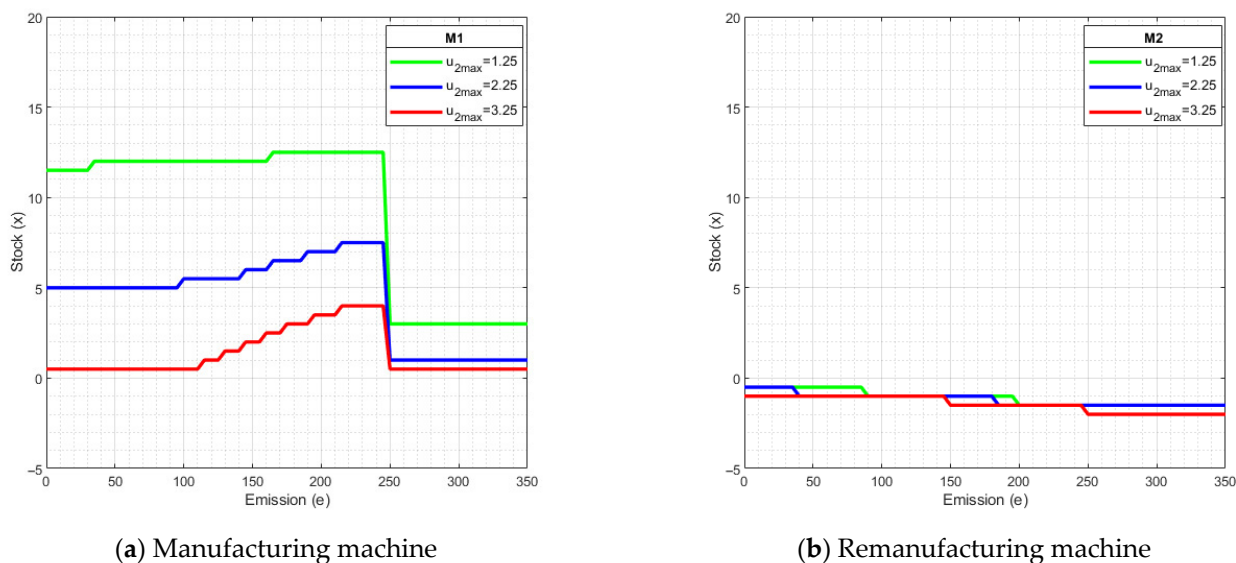 20
15
10
5
0
−5
Stock (x)
0 50 100 150 200 250 300 350
Emission (e)
M1
u2max=1.25
u2max=2.25
u2max=3.25
(a) Manufacturing machine
20
15
10
5
0
−5
Stock (x)
0 50 100 150 200 250 300 350
Emission (e)
M2
u2max=1.25
u2max=2.25
u2max=3.25
(b) Remanufacturing machine